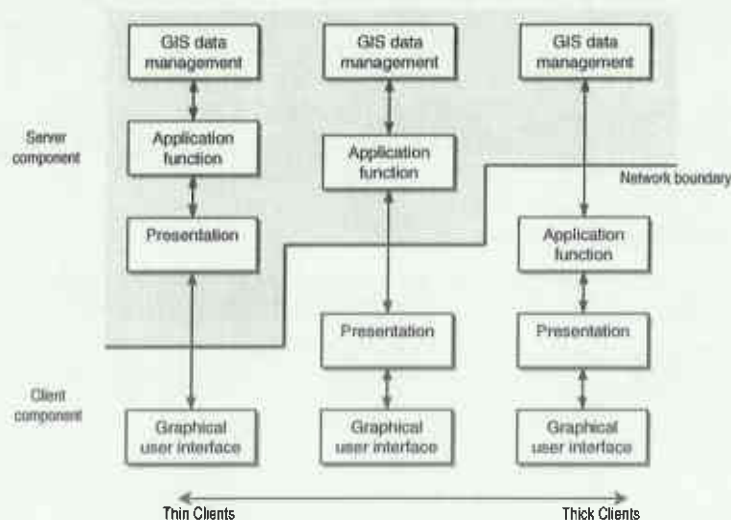 GIS data
management
GIS data
management
GIS data
management
Server
component
Application
function
Application
function
Network boundary
Presentation
Application
function
Presentation
Presentation
Client
component
Graphical
user interface
Graphical
user interface
Graphical
user interface
Thin Clients
Thick Clients